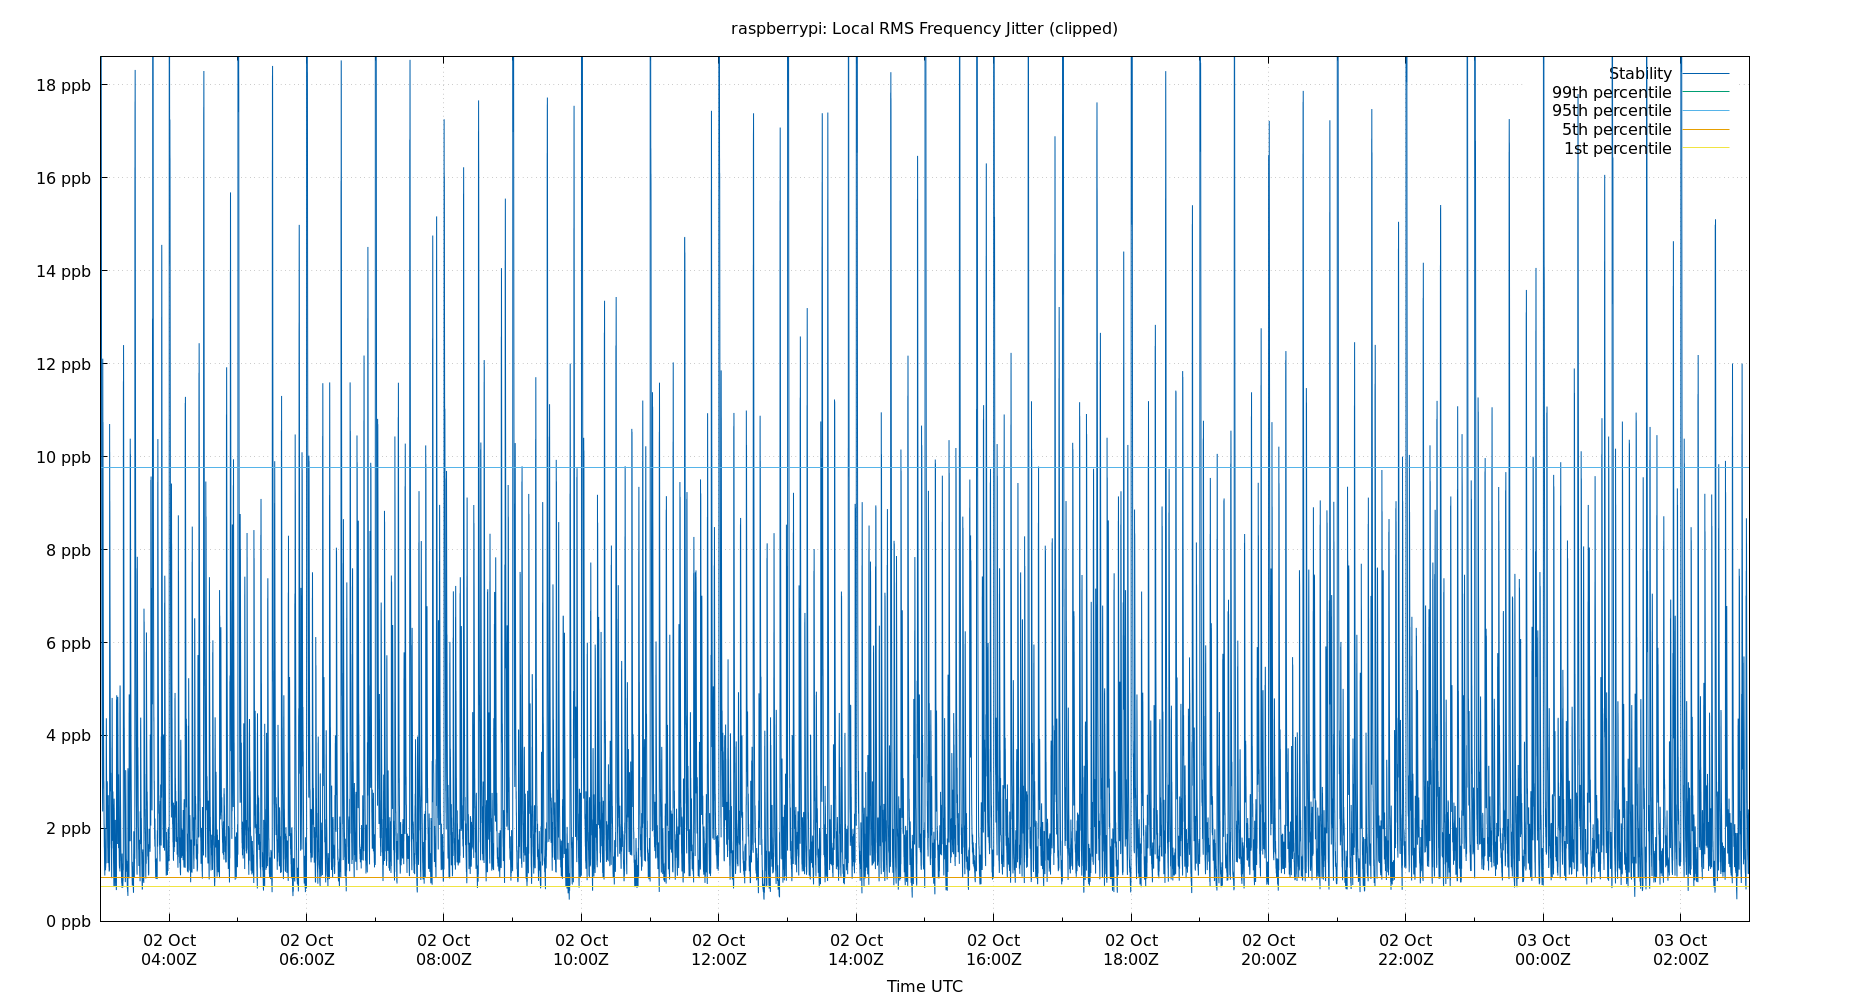 raspberrypi: Local RMS Frequency Jitter (clipped)
Stability
99th percentile
95th percentile
5th percentile
1st percentile
18 ppb
16 ppb
14 ppb
12 ppb
10 ppb
8 ppb
6 ppb
4 ppb
2 ppb
0 ppb
02 Oct 02 Oct 02 Oct 02 Oct 02 Oct 02 Oct 02 Oct 02 Oct 02 Oct 02 Oct 03 Oct 03 Oct
04:00Z 06:00Z 08:00Z 10:00Z 12:00Z 14:00Z 16:00Z 18:00Z 20:00Z 22:00Z 00:00Z 02:00Z
Time UTC